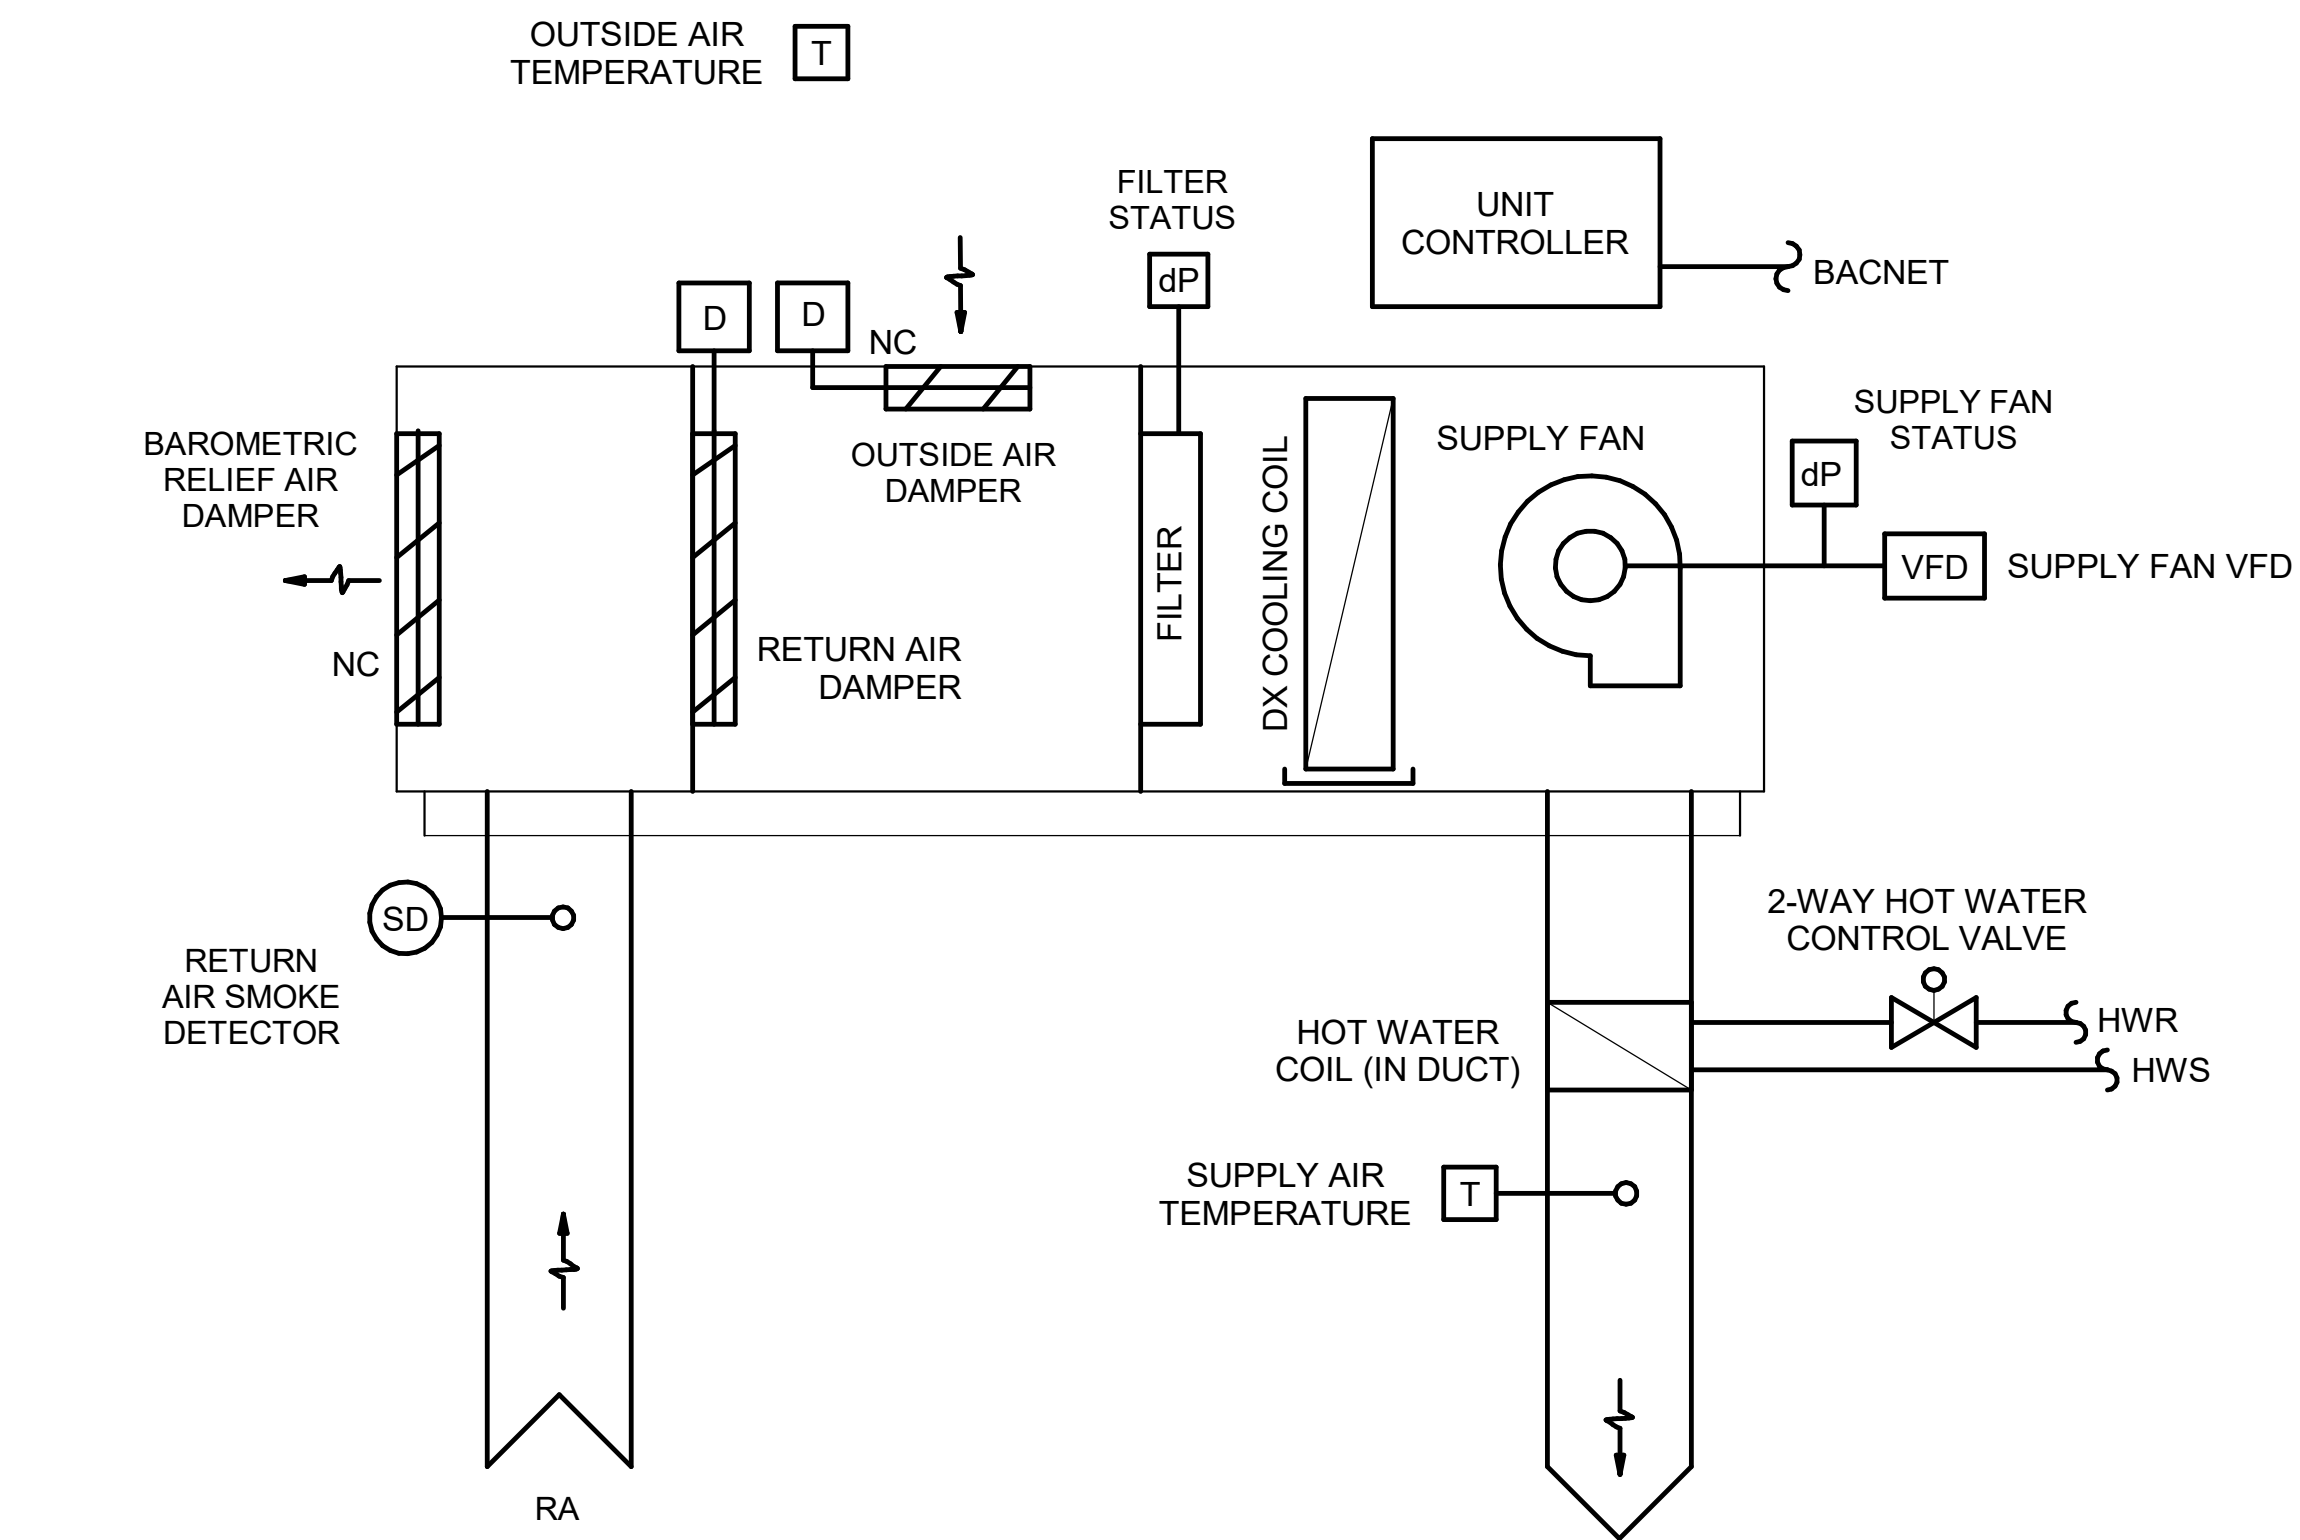 OUTSIDE AIR
TEMPERATURE
T
FILTER
STATUS
dP
UNIT
CONTROLLER
BACNET
D
D
NC
BAROMETRIC
RELIEF AIR
DAMPER
NC
OUTSIDE AIR
DAMPER
RETURN AIR
DAMPER
FILTER
DX COOLING COIL
SUPPLY FAN
SUPPLY FAN
STATUS
dP
VFD
SUPPLY FAN VFD
SD
RETURN
AIR SMOKE
DETECTOR
2-WAY HOT WATER
CONTROL VALVE
HOT WATER
COIL (IN DUCT)
HWR
HWS
SUPPLY AIR
TEMPERATURE
T
RA